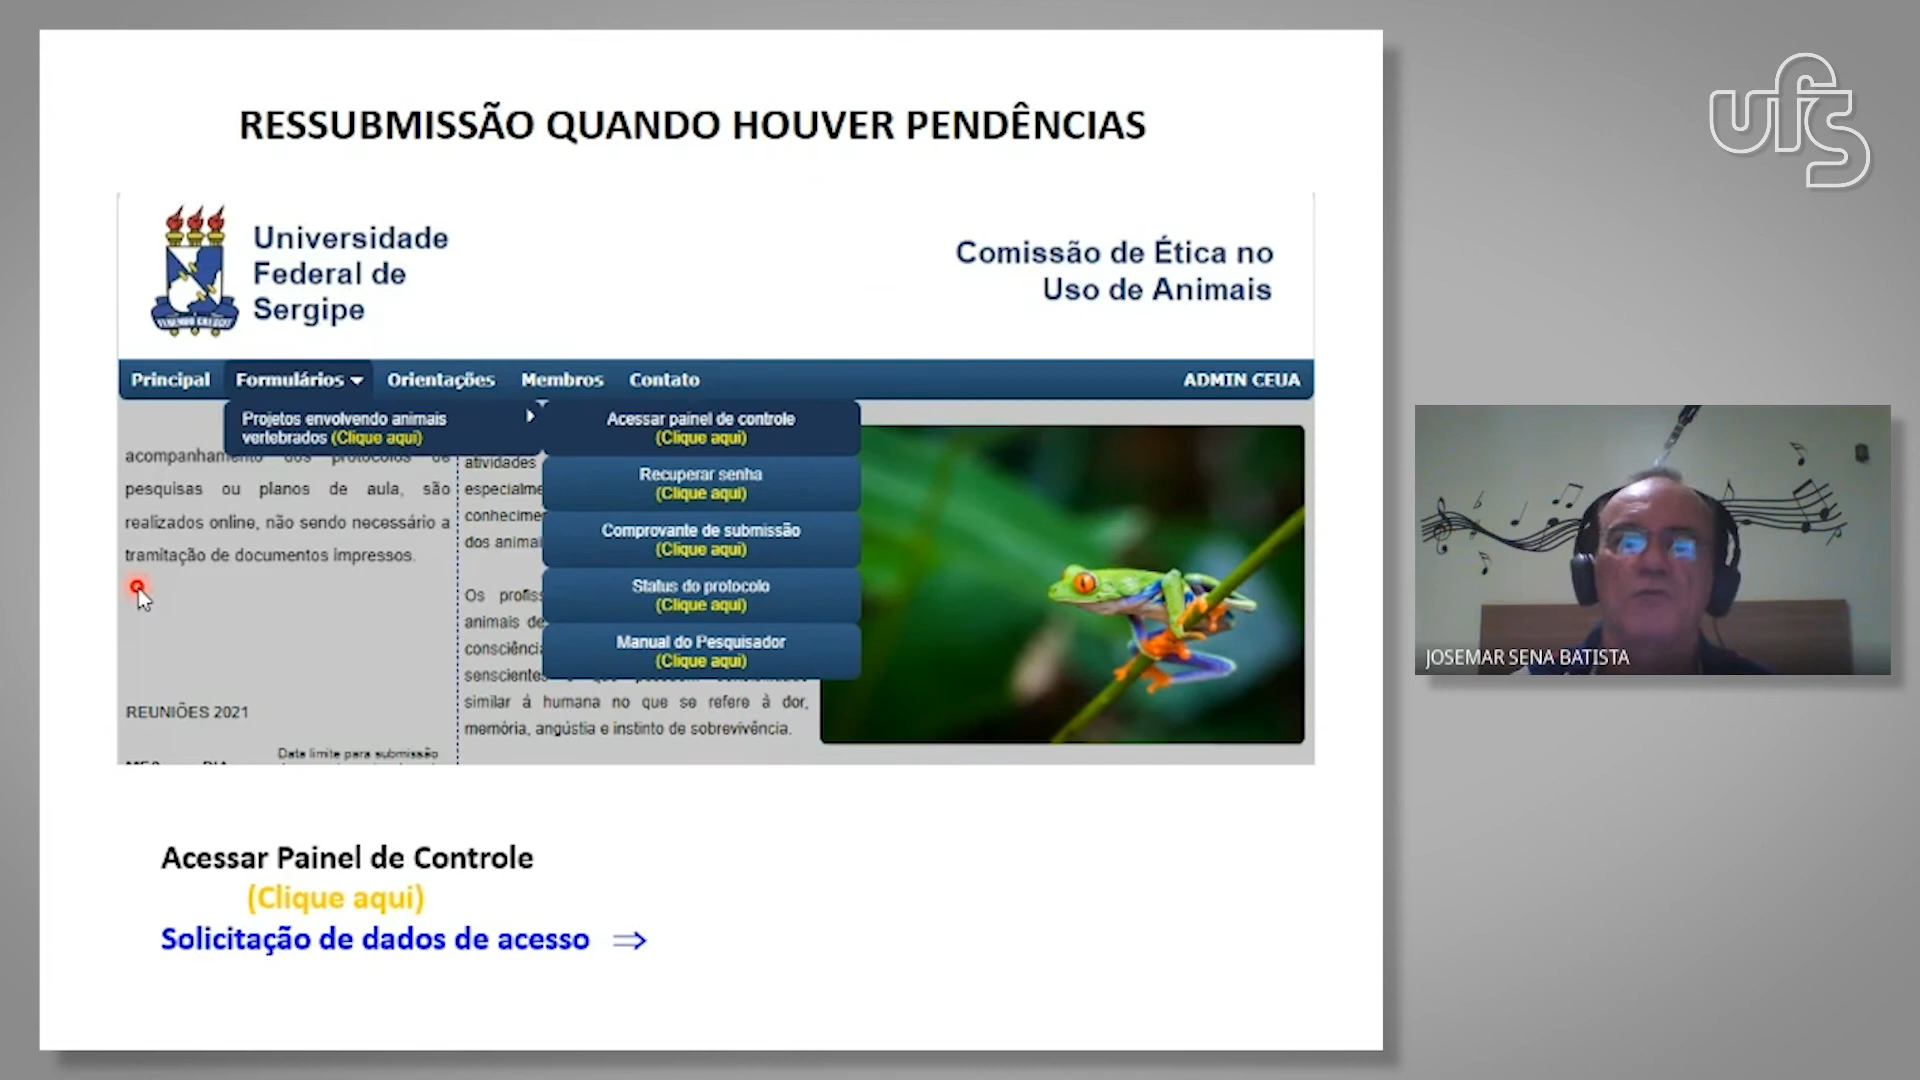 RESSUBMISSÃO QUANDO HOUVER PENDÊNCIAS
ufs
Universidade
Federal de
Sergipe
Comissão de Ética no
Uso de Animais
Principal
Formulários
Orientações
Membros
Contato
ADMIN CEUA
Projetos envolvendo animais
vertebrados (Clique aqui)
Acessar painel de controle
(Clique aqui)
Recuperar senha
(Clique aqui)
Comprovante de submissão
(Clique aqui)
Status do protocolo
(Clique aqui)
Manual do Pesquisador
(Clique aqui)
pesquisas ou planos de aula, são
realizados online, não sendo necessário a
tramitação de documentos impressos.
REUNIÕES 2021
Data limite para submissão
atividades
dos
Os
animais de
similar á humana no que se refere à dor,
memória, angústia e instinto de sobrevivência.
JOSEMAR SENA BATISTA
Acessar Painel de Controle
(Clique aqui)
Solicitação de dados de acesso ⇒